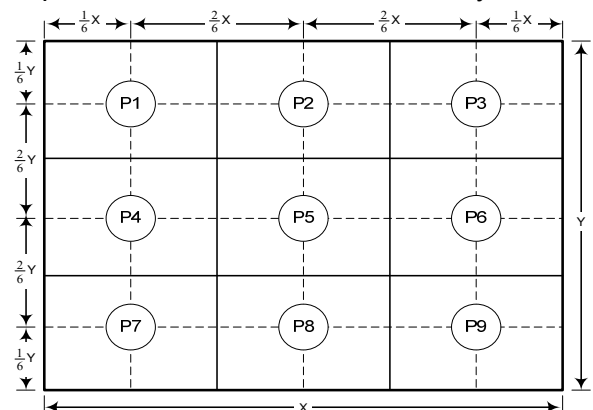 1/6 X 2/6 X 2/6 X 1/6 X
1/6 Y
P1 P2 P3
2/6 Y
P4 P5 P6 Y
2/6 Y
P7 P8 P9
1/6 Y
X